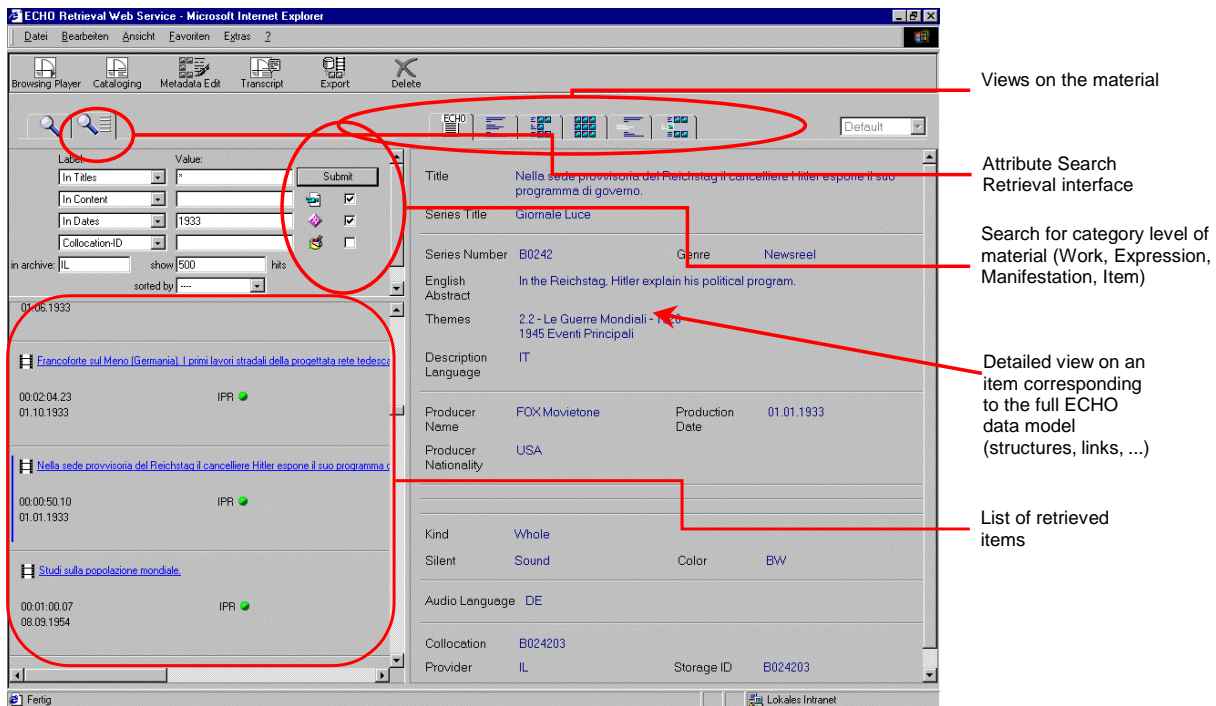 ECHO Retrieval Web Service - Microsoft Internet Explorer
Datei Bearbeiten Ansicht Favoriten Extras ?
Browsing Player Cataloging Metadata Edit Transcript Export Delete
ECHO
Default
Label: Value:
In Titles * Submit
In Content
In Dates 1933
Collocation-ID
in archive: IL show 500 hits
sorted by ----
01.06.1933
Francoforte sul Meno (Germania). I primi lavori stradali della progettata rete tedesca
00:02:04.23 IPR
01.10.1933
Nella sede provvisoria del Reichstag il cancelliere Hitler espone il suo programma
00:00:50.10 IPR
01.01.1933
Studi sulla popolazione mondiale.
00:01:00.07 IPR
08.09.1954
Title Nella sede provvisoria del Reichstag il cancelliere Hitler espone il suo
programma di governo.
Series Title Giornale Luce
Series Number B0242 Genre Newsreel
English In the Reichstag, Hitler explain his political program.
Abstract
Themes 2.2 - Le Guerre Mondiali -
1945 Eventi Principali
Description IT
Language
Producer FOX Movietone Production 01.01.1933
Name Date
Producer USA
Nationality
Kind Whole
Silent Sound Color BW
Audio Language DE
Collocation B024203
Provider IL Storage ID B024203
Fertig Lokales Intranet
Views on the material
Attribute Search
Retrieval interface
Search for category level of
material (Work, Expression,
Manifestation, Item)
Detailed view on an
item corresponding
to the full ECHO
data model
(structures, links, ...)
List of retrieved
items